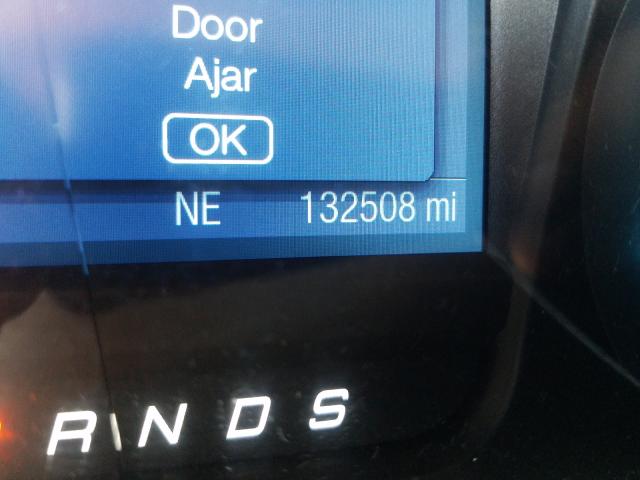 Door
Ajar
OK
NE 132508 mi
R N D S